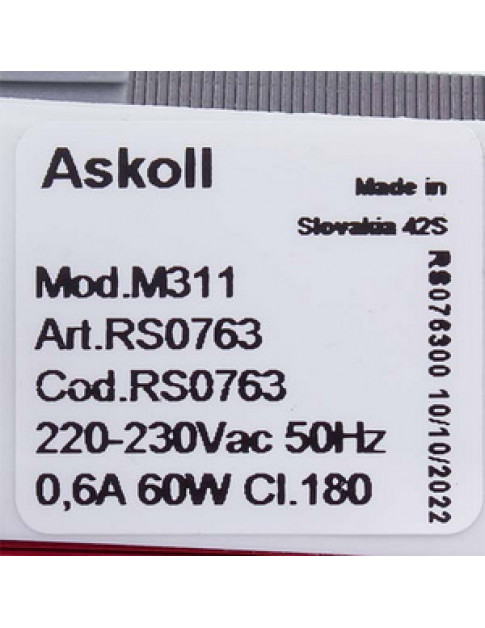 Askoll
Made in
Slovakia 42S
Mod.M311
Art.RS0763
Cod.RS0763
220-230Vac 50Hz
0,6A 60W Cl.180
RS076300 10/10/2022